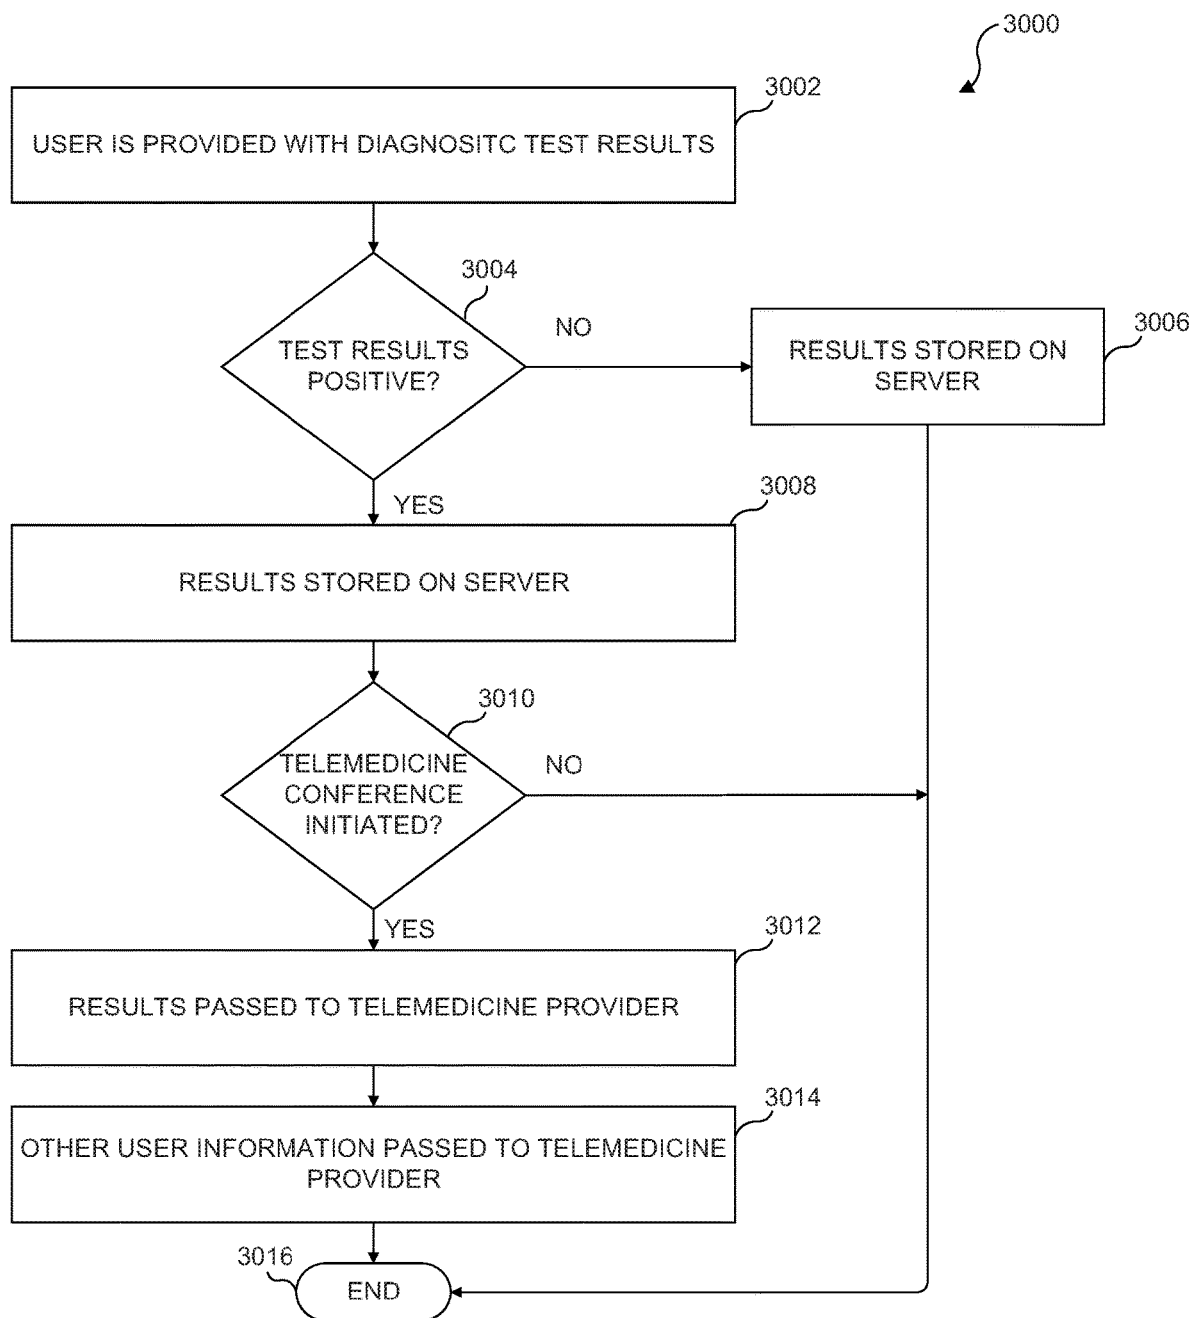 3000
3002
USER IS PROVIDED WITH DIAGNOSITC TEST RESULTS
3004
TEST RESULTS
POSITIVE?
NO
3006
RESULTS STORED ON
SERVER
YES
3008
RESULTS STORED ON SERVER
3010
TELEMEDICINE
CONFERENCE
INITIATED?
NO
YES
3012
RESULTS PASSED TO TELEMEDICINE PROVIDER
3014
OTHER USER INFORMATION PASSED TO TELEMEDICINE
PROVIDER
3016
END